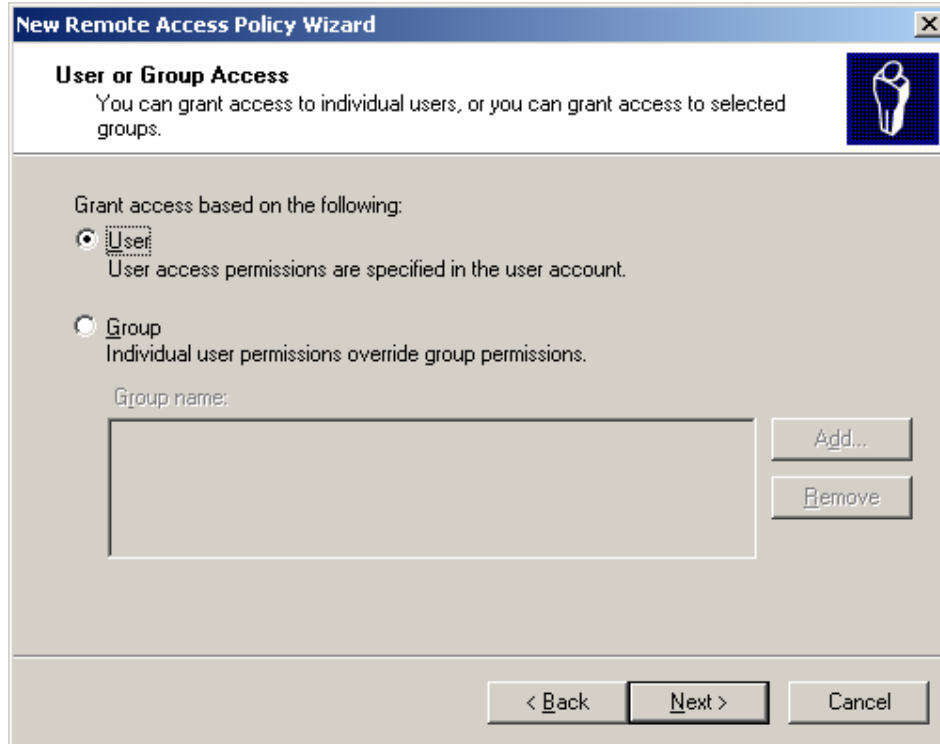 New Remote Access Policy Wizard
User or Group Access
You can grant access to individual users, or you can grant access to selected
groups.
Grant access based on the following:
User
User access permissions are specified in the user account.
Group
Individual user permissions override group permissions.
Group name:
Add...
Remove
< Back
Next >
Cancel